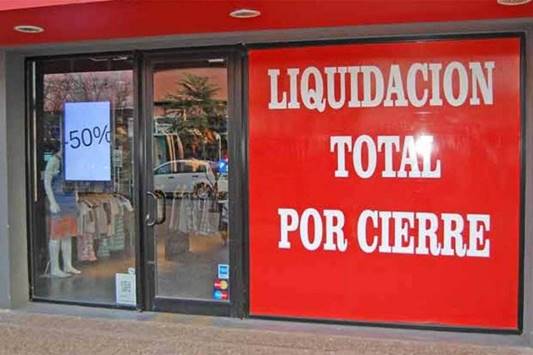 -50%
LIQUIDACION
TOTAL
POR CIERRE